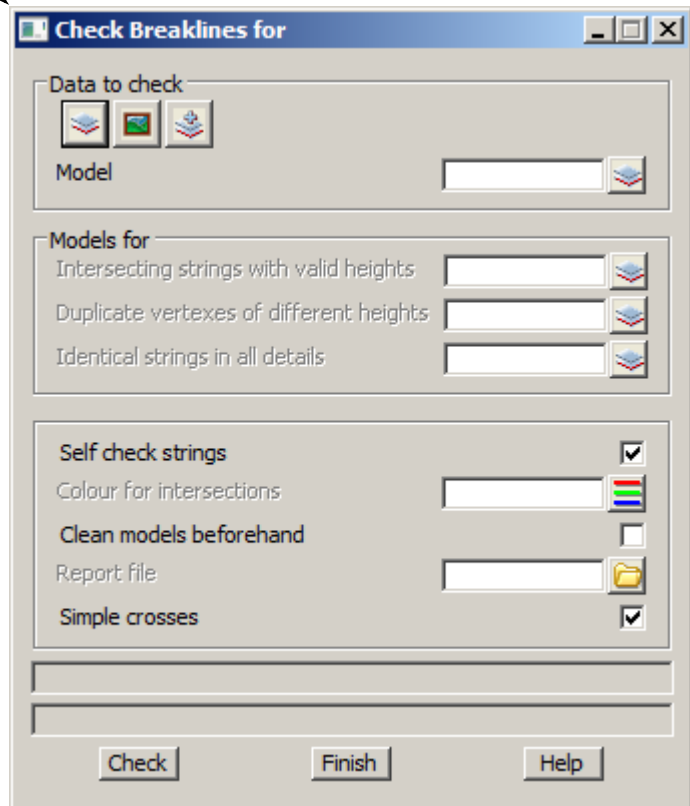 Check Breaklines for
Data to check
Model
Models for
Intersecting strings with valid heights
Duplicate vertexes of different heights
Identical strings in all details
Self check strings
Colour for intersections
Clean models beforehand
Report file
Simple crosses
Check Finish Help